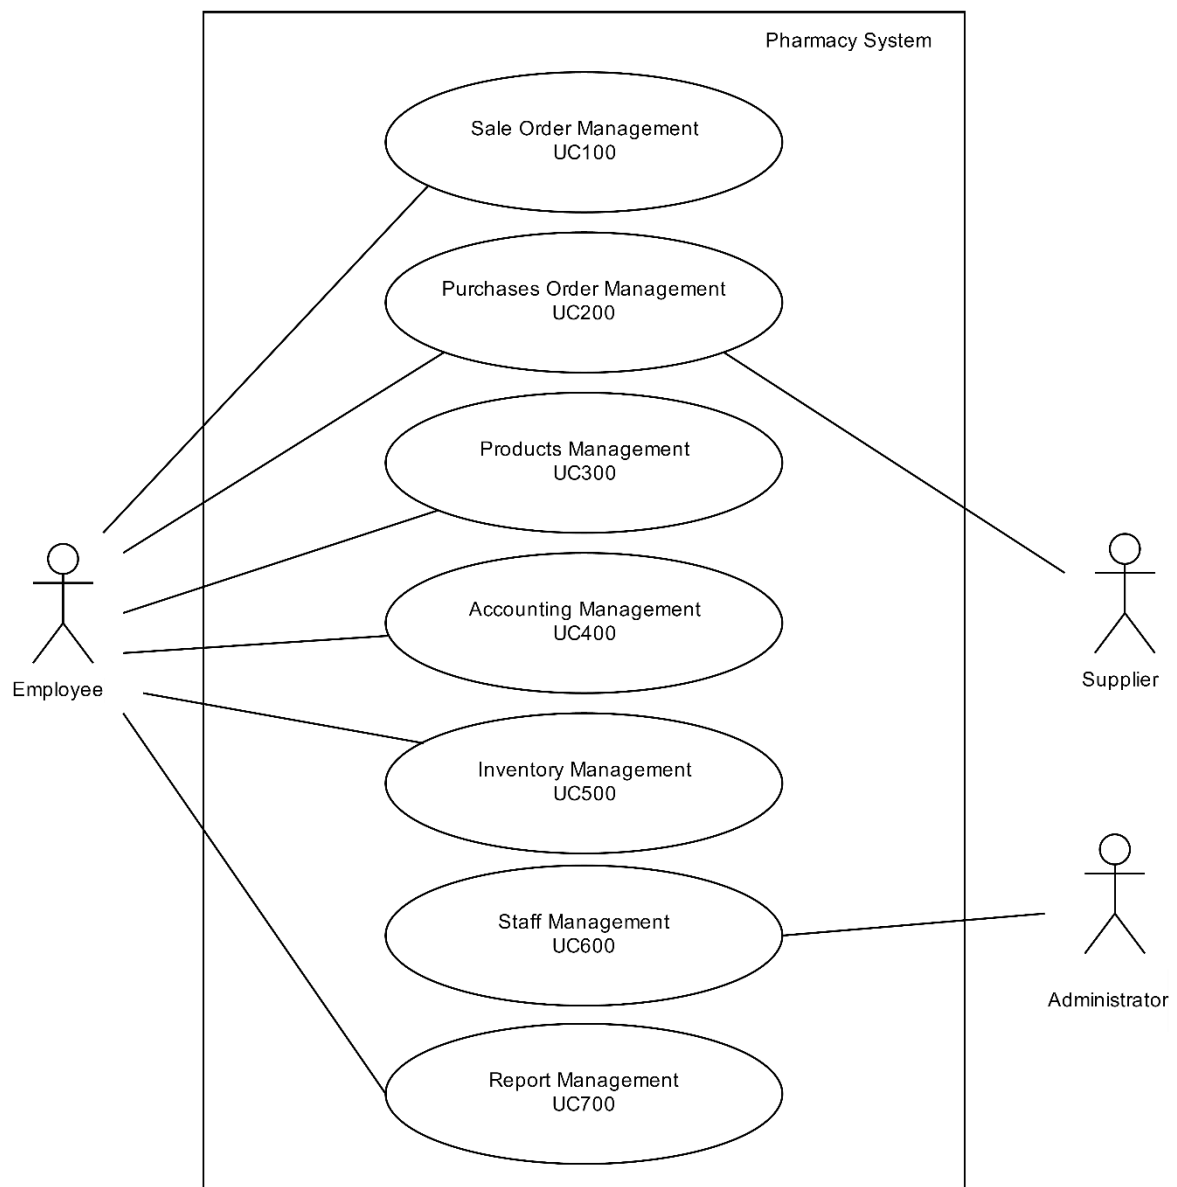 Pharmacy System
Sale Order Management
UC100
Purchases Order Management
UC200
Products Management
UC300
Accounting Management
UC400
Employee
Supplier
Inventory Management
UC500
Staff Management
UC600
Administrator
Report Management
UC700